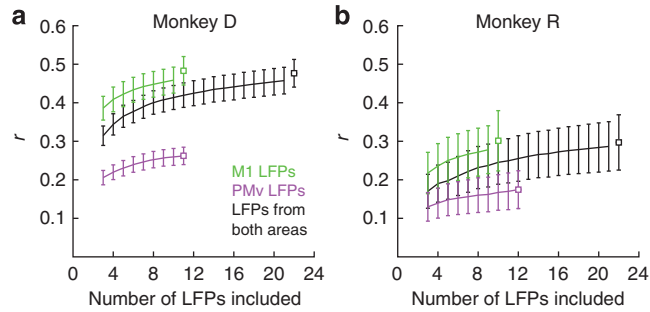 a Monkey D
0.6
0.5
0.4
0.3
0.2
0.1
r
M1 LFPs
PMv LFPs
LFPs from
both areas
0 4 8 12 16 20 24
Number of LFPs included
b Monkey R
0.6
0.5
0.4
0.3
0.2
0.1
r
0 4 8 12 16 20 24
Number of LFPs included